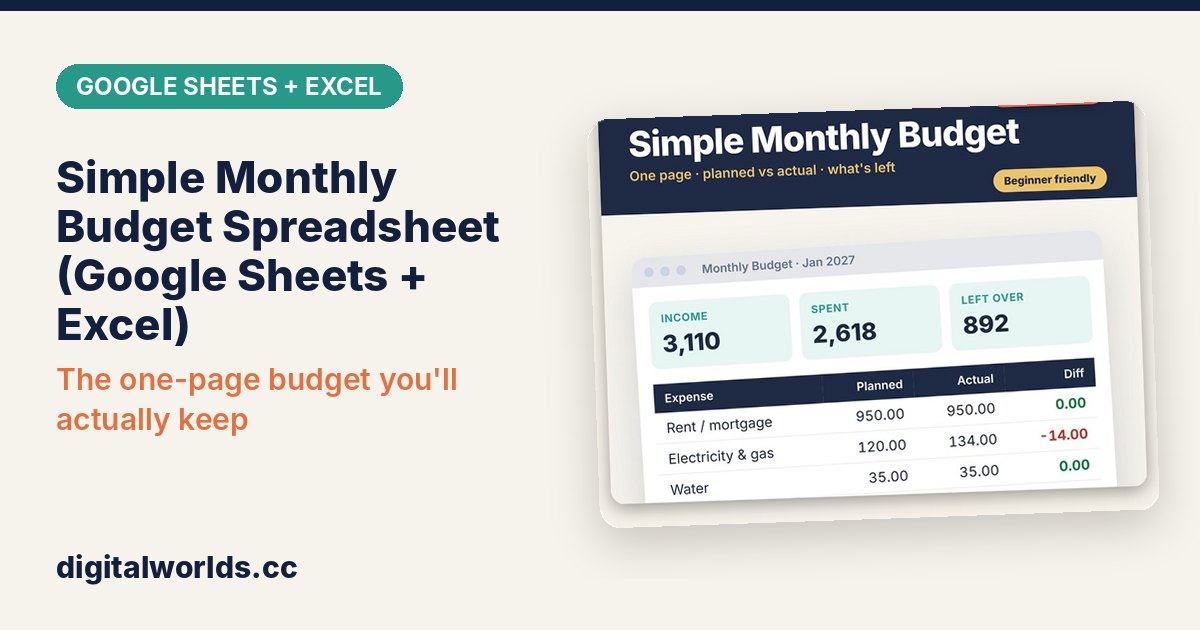 GOOGLE SHEETS + EXCEL
Simple Monthly
Budget Spreadsheet
(Google Sheets +
Excel)
The one-page budget you'll
actually keep
digitalworlds.cc
Simple Monthly Budget
One page · planned vs actual · what's left
Beginner friendly
Monthly Budget · Jan 2027
INCOME SPENT LEFT OVER
3,110 2,618 892
Expense Planned Actual Diff
Rent / mortgage 950.00 950.00 0.00
Electricity & gas 120.00 134.00 -14.00
Water 35.00 35.00 0.00